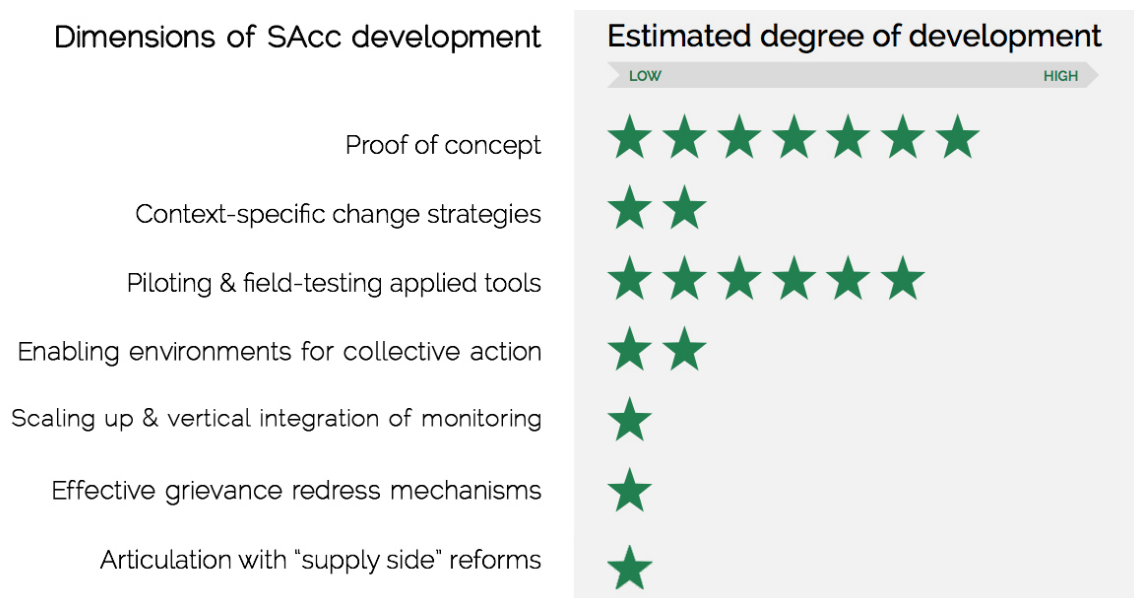 Dimensions of SAcc development
Estimated degree of development
LOW
HIGH
Proof of concept
Context-specific change strategies
Piloting & field-testing applied tools
Enabling environments for collective action
Scaling up & vertical integration of monitoring
Effective grievance redress mechanisms
Articulation with “supply side” reforms